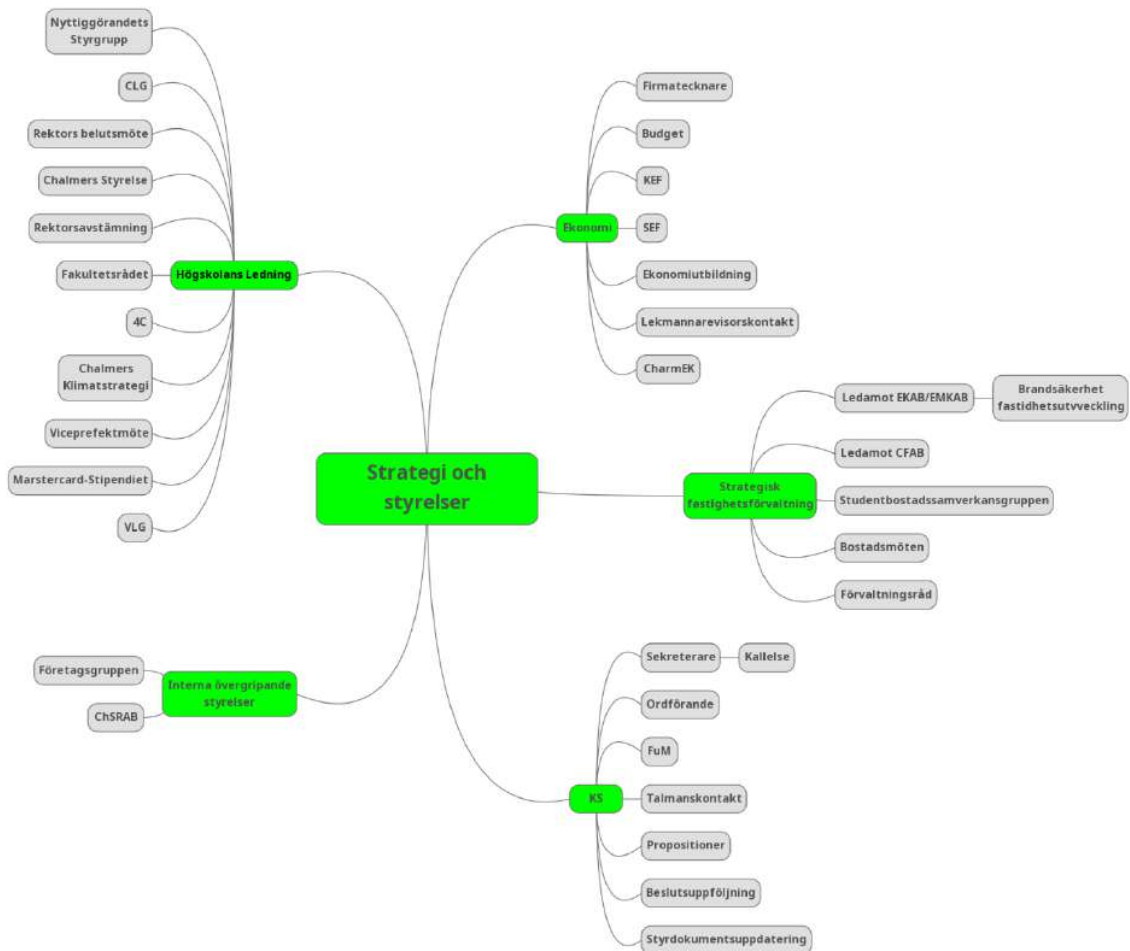 Nyttiggörandets
Styrgrupp
CLG
Rektors belutsmöte
Chalmers Styrelse
Rektorsavstämning
Fakultetsrådet
4C
Chalmers
Klimatstrategi
Viceprefektmöte
Marstercard-Stipendiet
VLG
Högskolans Ledning
Företagsgruppen
ChSRAB
Interna övergripande
styrelser
Strategi och
styrelser
Ekonomi
Firmatecknare
Budget
KEF
SEF
Ekonomiutbildning
Lekmannarevisorskontakt
CharmEK
Strategisk
fastighetsförvaltning
Ledamot EKAB/EMKAB
Brandsäkerhet
fastidhetsutvveckling
Ledamot CFAB
Studentbostadssamverkansgruppen
Bostadsmöten
Förvaltningsråd
KS
Sekreterare
Kallelse
Ordförande
FuM
Talmanskontakt
Propositioner
Beslutsuppföljning
Styrdokumentsuppdatering